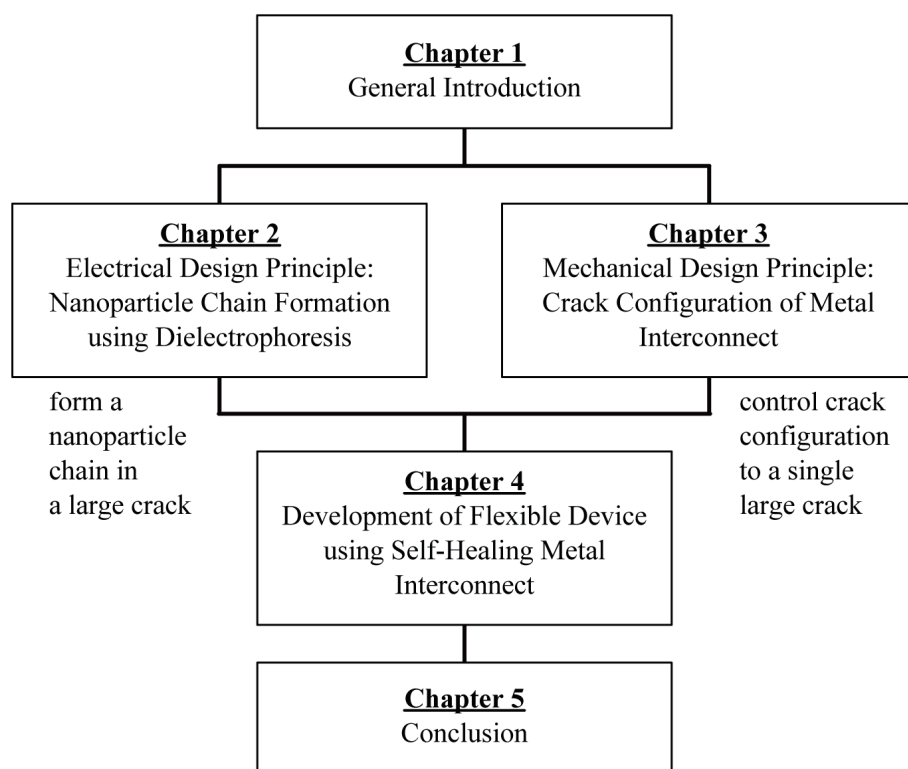 Chapter 1
General Introduction
Chapter 2
Electrical Design Principle:
Nanoparticle Chain Formation
using Dielectrophoresis
Chapter 3
Mechanical Design Principle:
Crack Configuration of Metal
Interconnect
form a
nanoparticle
chain in
a large crack
control crack
configuration
to a single
large crack
Chapter 4
Development of Flexible Device
using Self-Healing Metal
Interconnect
Chapter 5
Conclusion